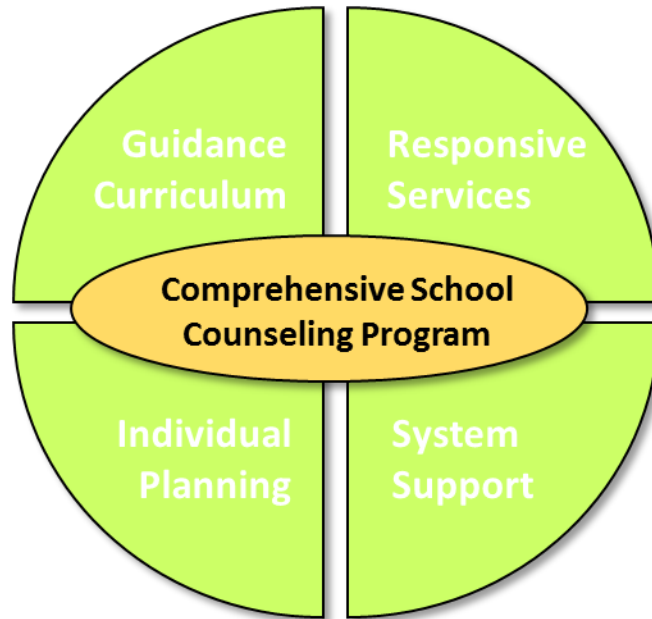 Guidance
Curriculum
Responsive
Services
Comprehensive School
Counseling Program
Individual
Planning
System
Support